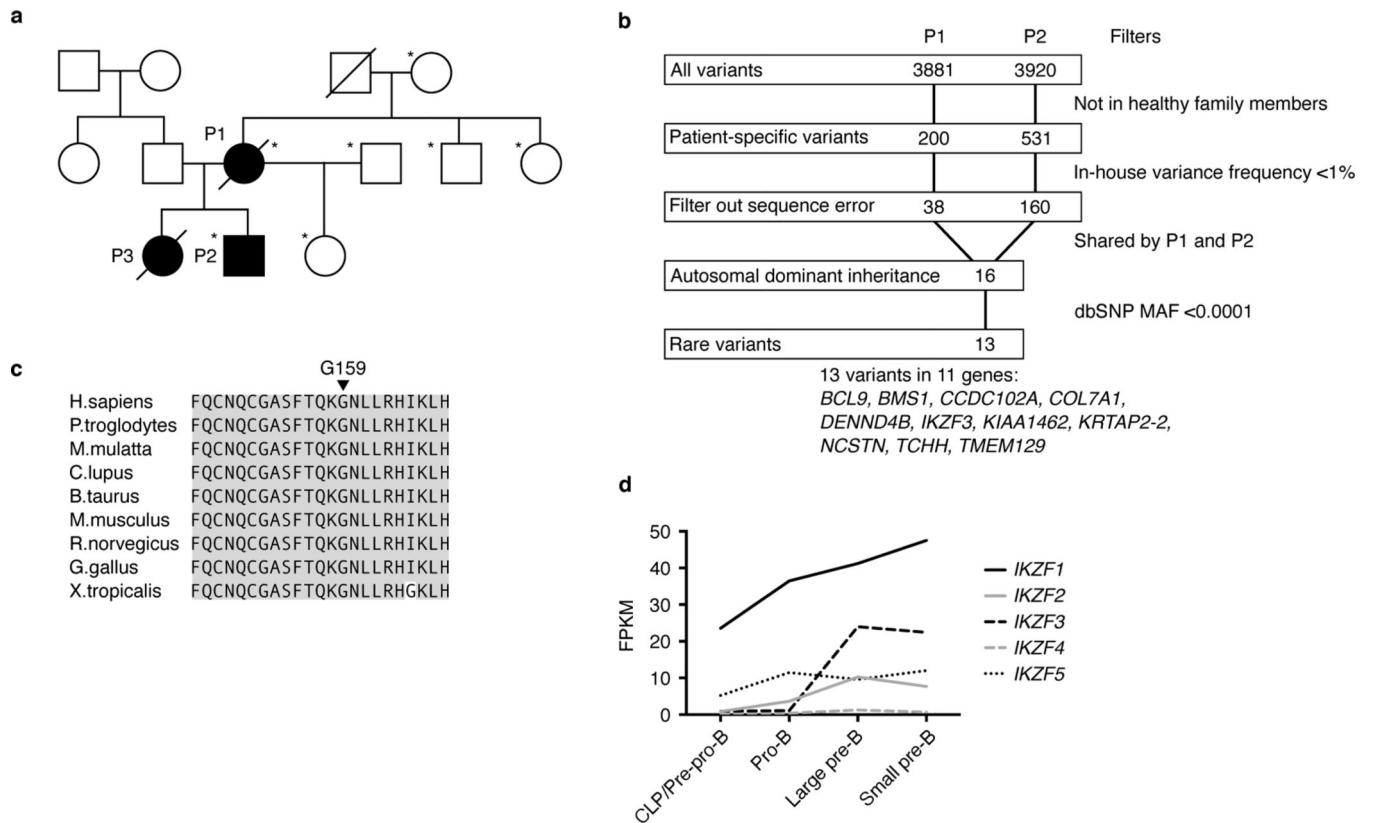 a
*
P1
*
*
*
*
P3
P2
*
*
b
P1 P2 Filters
All variants 3881 3920
Not in healthy family members
Patient-specific variants 200 531
In-house variance frequency <1%
Filter out sequence error 38 160
Shared by P1 and P2
Autosomal dominant inheritance 16
dbSNP MAF <0.0001
Rare variants 13
13 variants in 11 genes:
BCL9, BMS1, CCDC102A, COL7A1,
DENND4B, IKZF3, KIAA1462, KRTAP2-2,
NCSTN, TCHH, TMEM129
c
G159
H.sapiens FQCNQCGASFTQKGNLLRHIKLH
P.troglodytes FQCNQCGASFTQKGNLLRHIKLH
M.mulatta FQCNQCGASFTQKGNLLRHIKLH
C.lupus FQCNQCGASFTQKGNLLRHIKLH
B.taurus FQCNQCGASFTQKGNLLRHIKLH
M.musculus FQCNQCGASFTQKGNLLRHIKLH
R.norvegicus FQCNQCGASFTQKGNLLRHIKLH
G.gallus FQCNQCGASFTQKGNLLRHIKLH
X.tropicalis FQCNQCGASFTQKGNLLRHGKLH
d
FPKM
50
40
30
20
10
0
CLP/Pre-pro-B
Pro-B
Large pre-B
Small pre-B
IKZF1
IKZF2
IKZF3
IKZF4
IKZF5